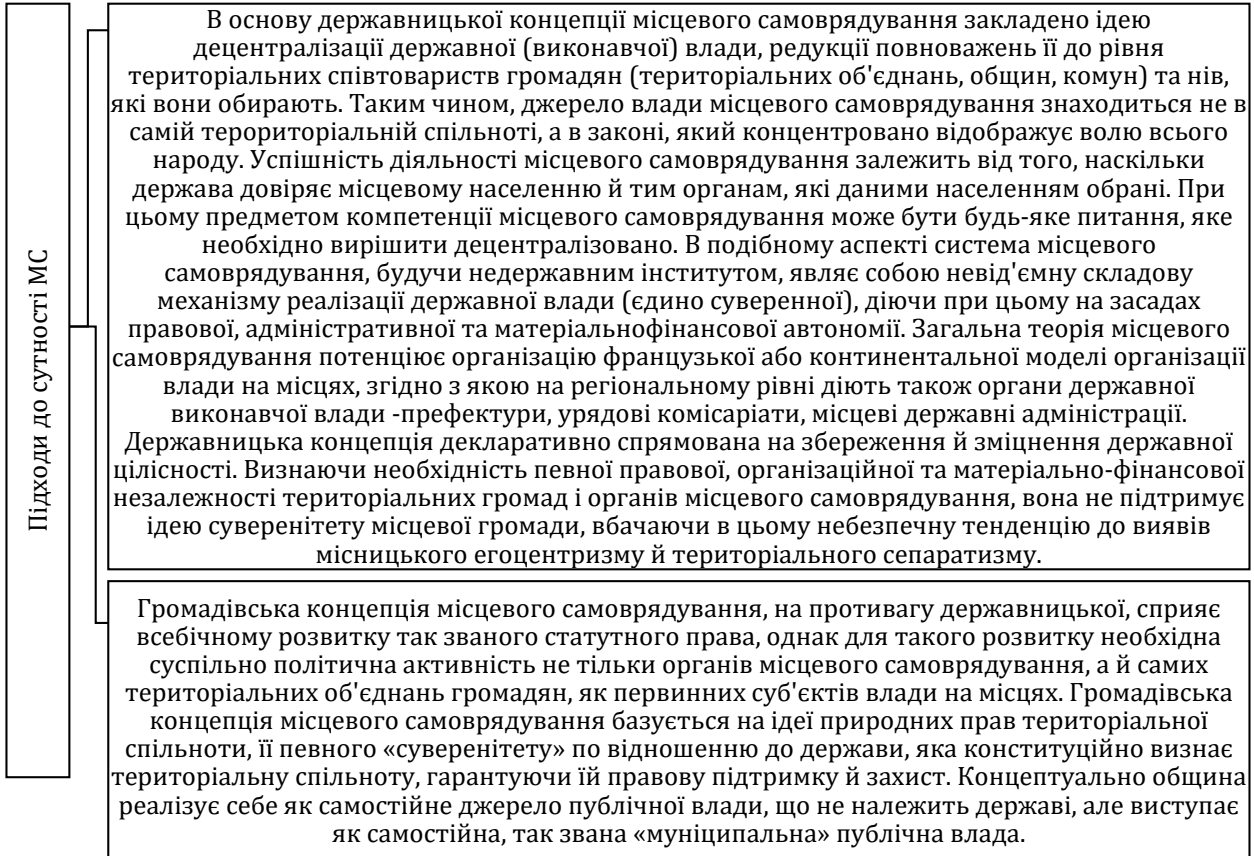 Підходи до сутності МС
В основу державницької концепції місцевого самоврядування закладено ідею
децентралізації державної (виконавчої) влади, редукції повноважень її до рівня
територіальних співтовариств громадян (територіальних об'єднань, общин, комун) та нів,
які вони обирають. Таким чином, джерело влади місцевого самоврядування знаходиться не в
самій терориторіальній спільноті, а в законі, який концентровано відображує волю всього
народу. Успішність діяльності місцевого самоврядування залежить від того, наскільки
держава довіряє місцевому населенню й тим органам, які даними населенням обрані. При
цьому предметом компетенції місцевого самоврядування може бути будь-яке питання, яке
необхідно вирішити децентралізовано. В подібному аспекті система місцевого
самоврядування, будучи недержавним інститутом, являє собою невід'ємну складову
механізму реалізації державної влади (єдино суверенної), діючи при цьому на засадах
правової, адміністративної та матеріальнофінансової автономії. Загальна теорія місцевого
самоврядування потенціює організацію французької або континентальної моделі організації
влади на місцях, згідно з якою на регіональному рівні діють також органи державної
виконавчої влади -префектури, урядові комісаріати, місцеві державні адміністрації.
Державницька концепція декларативно спрямована на збереження й зміцнення державної
цілісності. Визнаючи необхідність певної правової, організаційної та матеріально-фінансової
незалежності територіальних громад і органів місцевого самоврядування, вона не підтримує
ідею суверенітету місцевої громади, вбачаючи в цьому небезпечну тенденцію до виявів
місницького егоцентризму й територіального сепаратизму.
Громадівська концепція місцевого самоврядування, на противагу державницької, сприяє
всебічному розвитку так званого статутного права, однак для такого розвитку необхідна
суспільно політична активність не тільки органів місцевого самоврядування, а й самих
територіальних об'єднань громадян, як первинних суб'єктів влади на місцях. Громадівська
концепція місцевого самоврядування базується на ідеї природних прав територіальної
спільноти, її певного «суверенітету» по відношенню до держави, яка конституційно визнає
територіальну спільноту, гарантуючи їй правову підтримку й захист. Концептуально община
реалізує себе як самостійне джерело публічної влади, що не належить державі, але виступає
як самостійна, так звана «муніципальна» публічна влада.